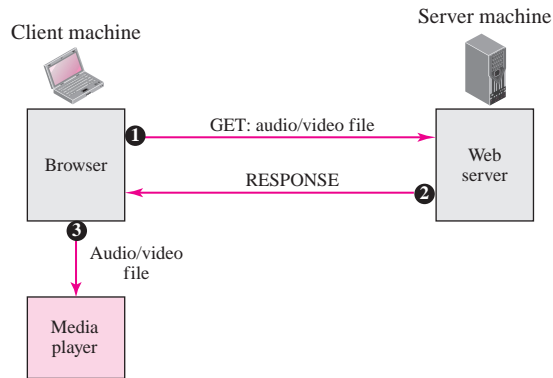 Client machine
Server machine
1
GET: audio/video file
Browser
Web
server
RESPONSE
2
3
Audio/video
file
Media
player